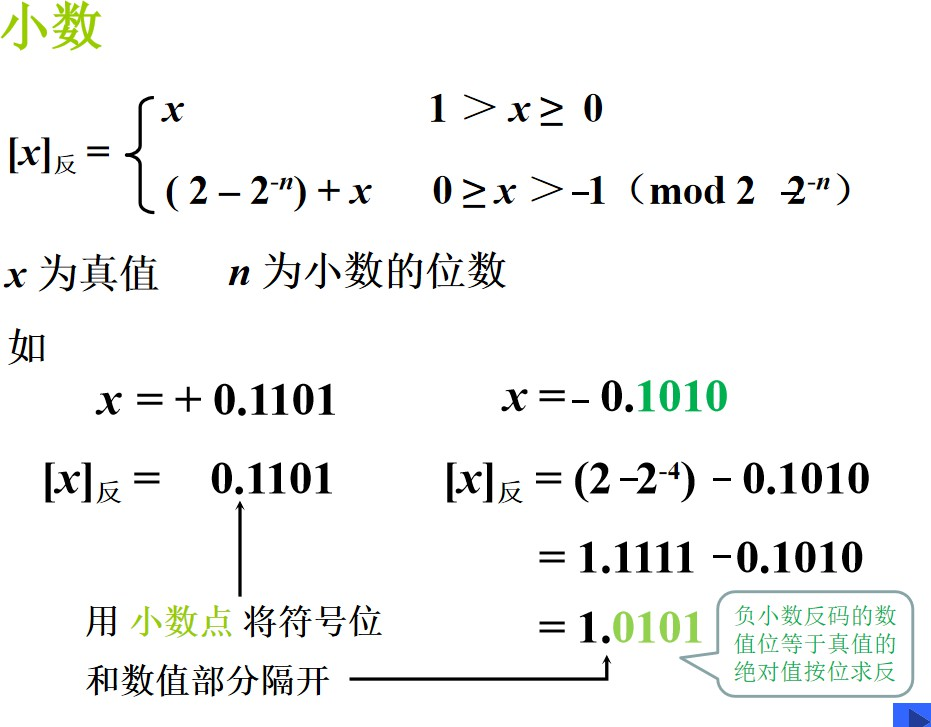 小数
[x]反 = { x 1 ＞ x ≥ 0
( 2 – 2⁻ⁿ) + x 0 ≥ x ＞ –1（mod 2 –2⁻ⁿ）
x 为真值 n 为小数的位数
如
x = + 0.1101 x = – 0.1010
[x]反 = 0.1101 [x]反 = (2 –2⁻⁴) – 0.1010
= 1.1111 –0.1010
用 小数点 将符号位 = 1.0101
和数值部分隔开
负小数反码的数
值位等于真值的
绝对值按位求反